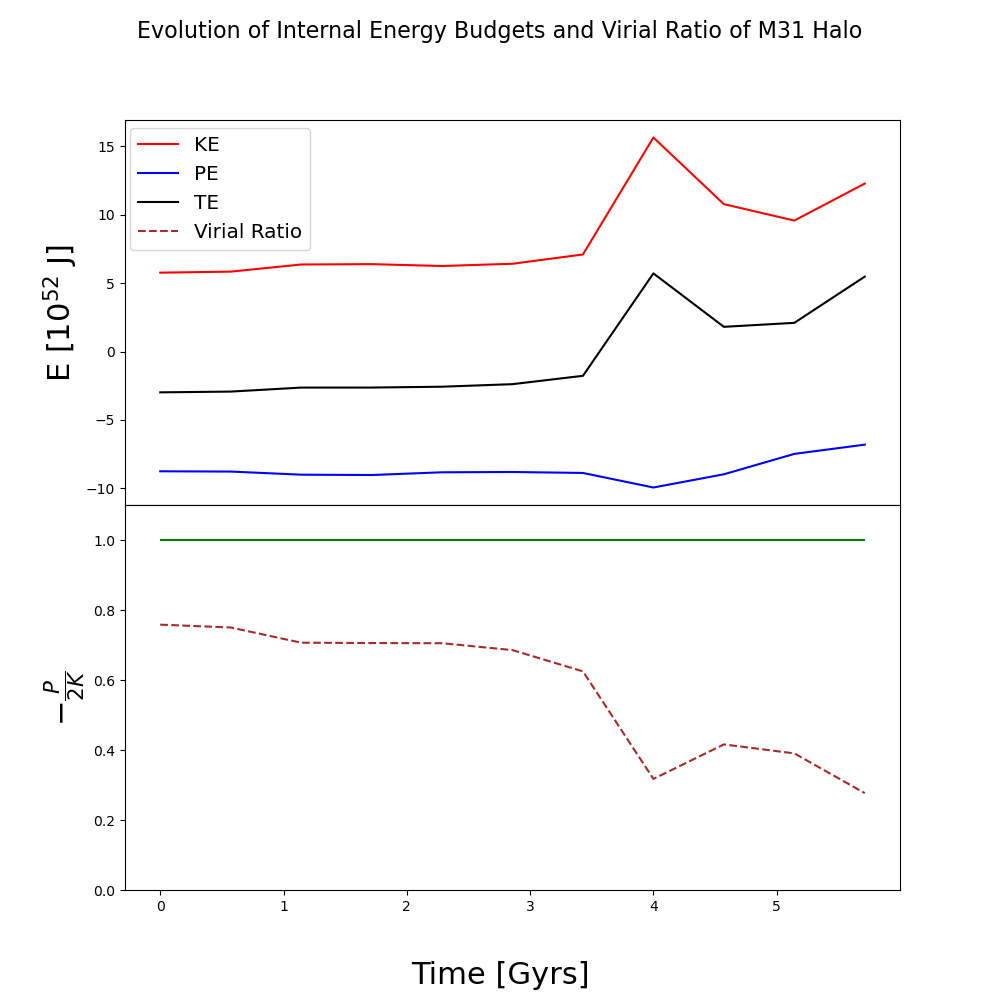 Evolution of Internal Energy Budgets and Virial Ratio of M31 Halo
KE
PE
TE
Virial Ratio
E [10⁵² J]
15
10
5
0
−5
−10
−P/2K
1.0
0.8
0.6
0.4
0.2
0.0
0 1 2 3 4 5
Time [Gyrs]